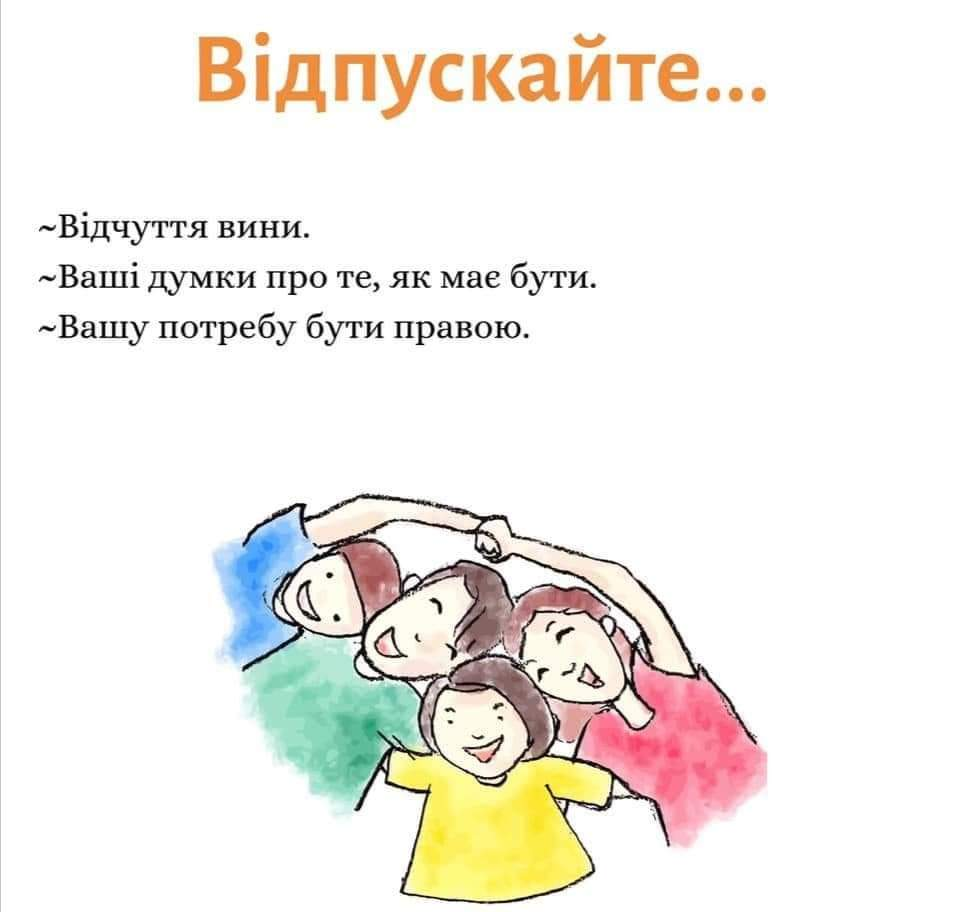 Відпускайте...
~Відчуття вини.
~Ваші думки про те, як має бути.
~Вашу потребу бути правою.